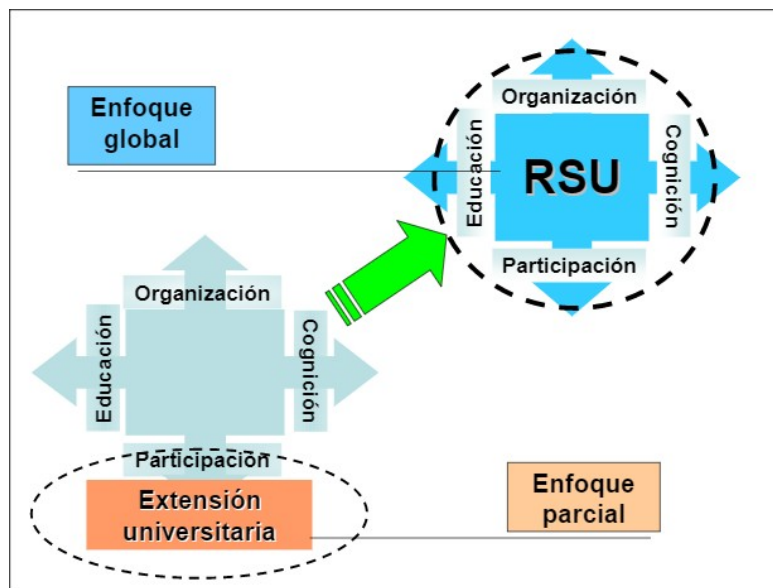 Enfoque
global
Organización
Educación
RSU
Cognición
Participación
Organización
Educación
Cognición
Participación
Extensión
universitaria
Enfoque
parcial